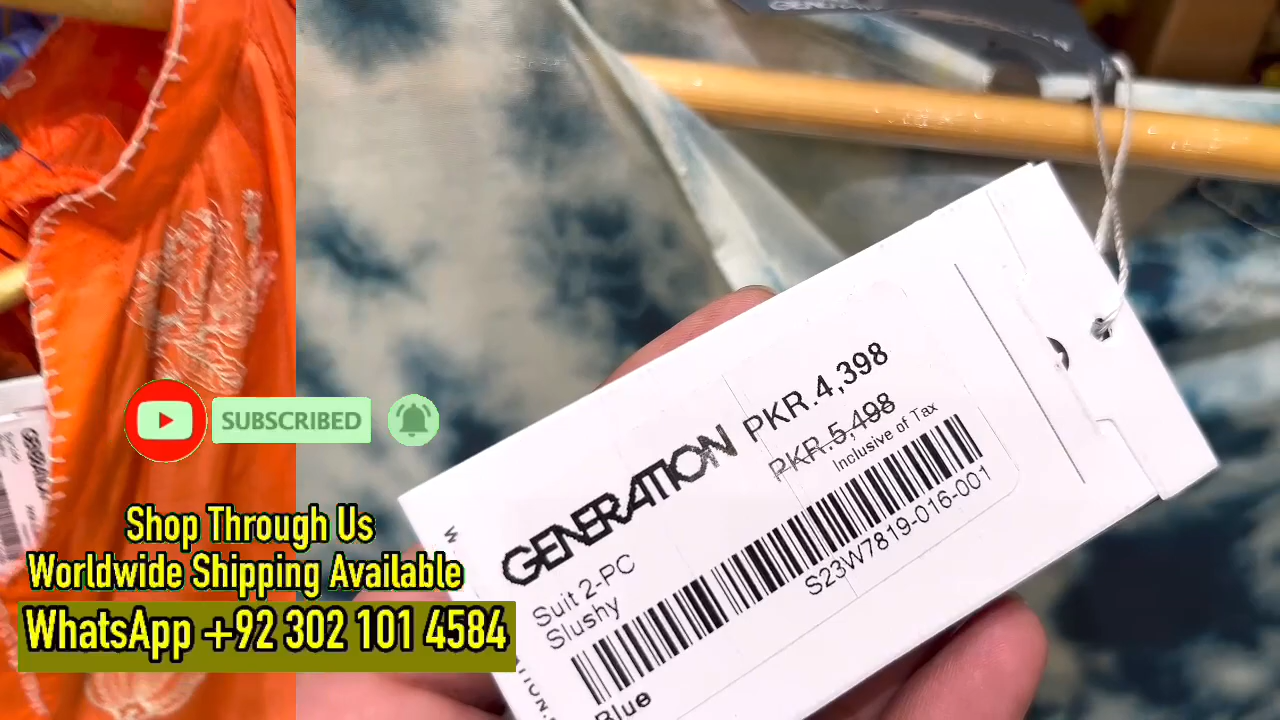 GENERATION
PKR.4,398
PKR.5,498
Inclusive of Tax
Suit 2-PC
Slushy
S23W7819-016-001
Blue
SUBSCRIBED
Shop Through Us
Worldwide Shipping Available
WhatsApp +92 302 101 4584